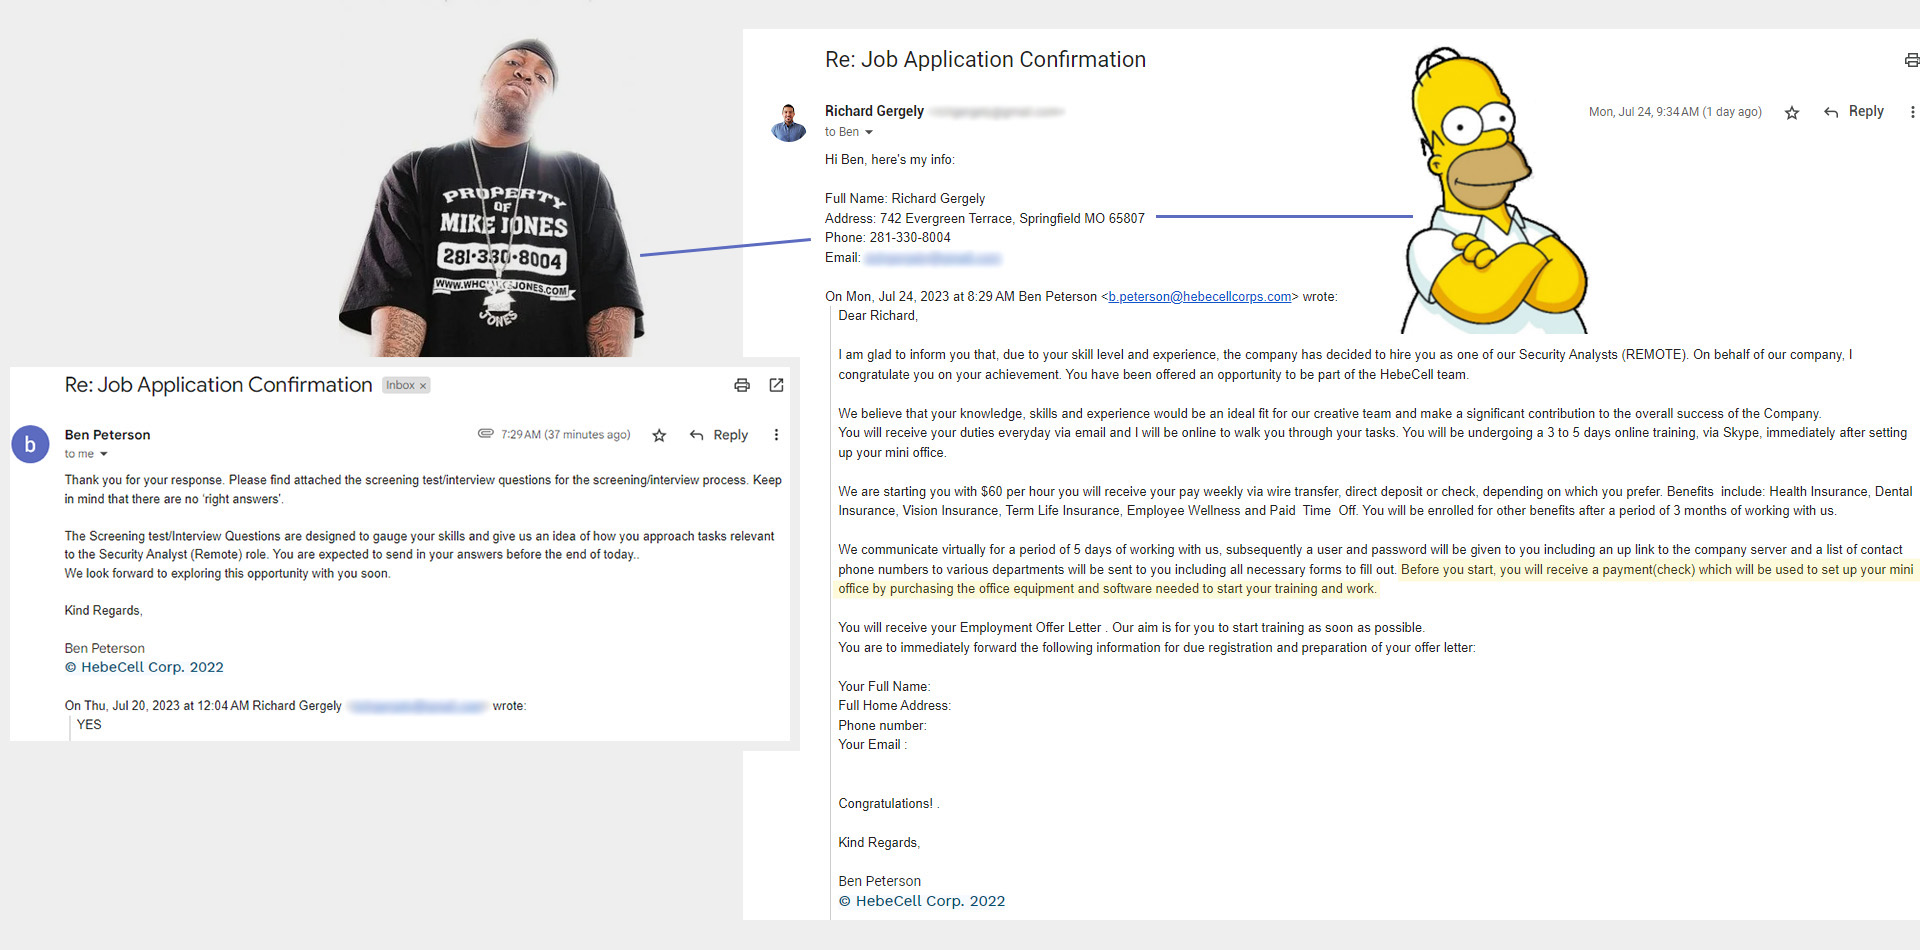 PROPERTY
OF
MIKE JONES
281·330·8004
JONES
Re: Job Application Confirmation
Inbox ×
Ben Peterson
7:29 AM (37 minutes ago)
Reply
to me
b
Thank you for your response. Please find attached the screening test/interview questions for the screening/interview process. Keep
in mind that there are no 'right answers'.
The Screening test/Interview Questions are designed to gauge your skills and give us an idea of how you approach tasks relevant
to the Security Analyst (Remote) role. You are expected to send in your answers before the end of today..
We look forward to exploring this opportunity with you soon.
Kind Regards,
Ben Peterson
© HebeCell Corp. 2022
On Thu, Jul 20, 2023 at 12:04 AM Richard Gergely
wrote:
YES
Re: Job Application Confirmation
Richard Gergely
Mon, Jul 24, 9:34 AM (1 day ago)
Reply
to Ben
Hi Ben, here's my info:
Full Name: Richard Gergely
Address: 742 Evergreen Terrace, Springfield MO 65807
Phone: 281-330-8004
Email:
On Mon, Jul 24, 2023 at 8:29 AM Ben Peterson <b.peterson@hebecellcorps.com> wrote:
Dear Richard,
I am glad to inform you that, due to your skill level and experience, the company has decided to hire you as one of our Security Analysts (REMOTE). On behalf of our company, I
congratulate you on your achievement. You have been offered an opportunity to be part of the HebeCell team.
We believe that your knowledge, skills and experience would be an ideal fit for our creative team and make a significant contribution to the overall success of the Company.
You will receive your duties everyday via email and I will be online to walk you through your tasks. You will be undergoing a 3 to 5 days online training, via Skype, immediately after setting
up your mini office.
We are starting you with $60 per hour you will receive your pay weekly via wire transfer, direct deposit or check, depending on which you prefer. Benefits include: Health Insurance, Dental
Insurance, Vision Insurance, Term Life Insurance, Employee Wellness and Paid Time Off. You will be enrolled for other benefits after a period of 3 months of working with us.
We communicate virtually for a period of 5 days of working with us, subsequently a user and password will be given to you including an up link to the company server and a list of contact
phone numbers to various departments will be sent to you including all necessary forms to fill out. Before you start, you will receive a payment(check) which will be used to set up your mini
office by purchasing the office equipment and software needed to start your training and work.
You will receive your Employment Offer Letter . Our aim is for you to start training as soon as possible.
You are to immediately forward the following information for due registration and preparation of your offer letter:
Your Full Name:
Full Home Address:
Phone number:
Your Email :
Congratulations! .
Kind Regards,
Ben Peterson
© HebeCell Corp. 2022